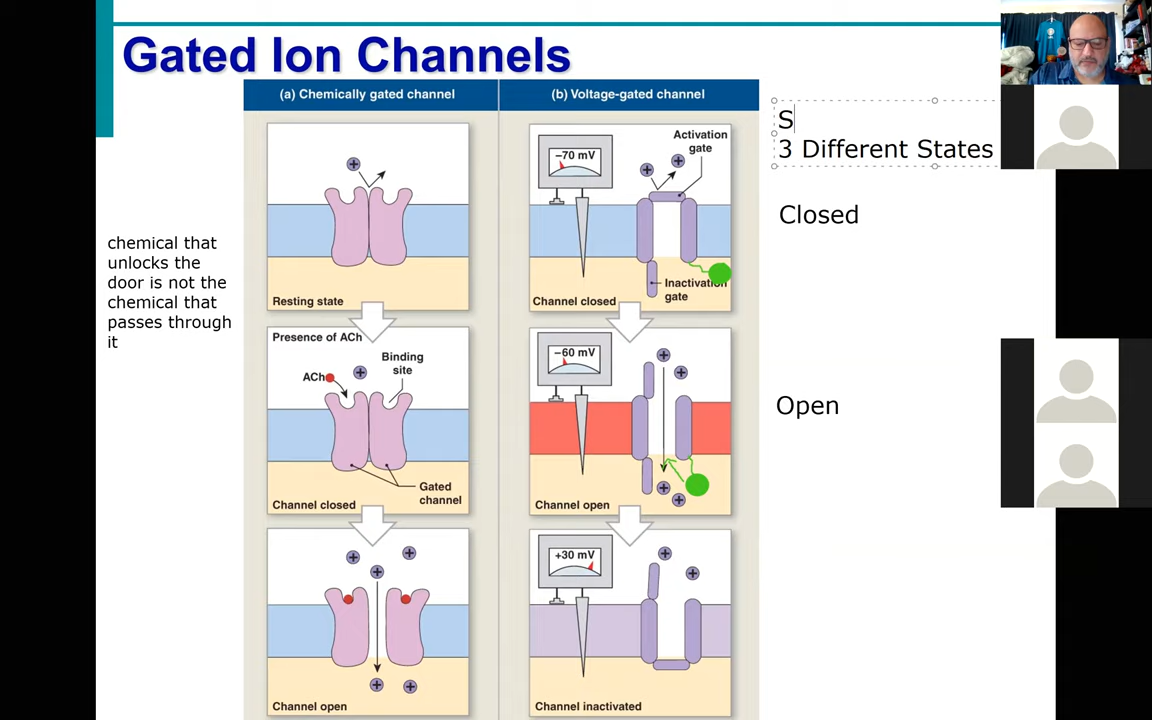 Gated Ion Channels
(a) Chemically gated channel
(b) Voltage-gated channel
Resting state
Presence of ACh
ACh
Binding
site
Gated
channel
Channel closed
Channel open
−70 mV
Activation
gate
Inactivation
gate
Channel closed
−60 mV
Channel open
+30 mV
Channel inactivated
chemical that
unlocks the
door is not the
chemical that
passes through
it
S
3 Different States
Closed
Open